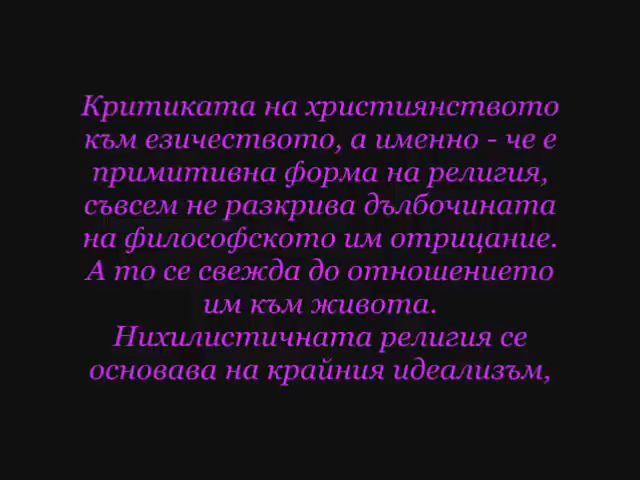 Критиката на християнството
към езичеството, а именно - че е
примитивна форма на религия,
съвсем не разкрива дълбочината
на философското им отрицание.
А то се свежда до отношението
им към живота.
Нихилистичната религия се
основава на крайния идеализъм,